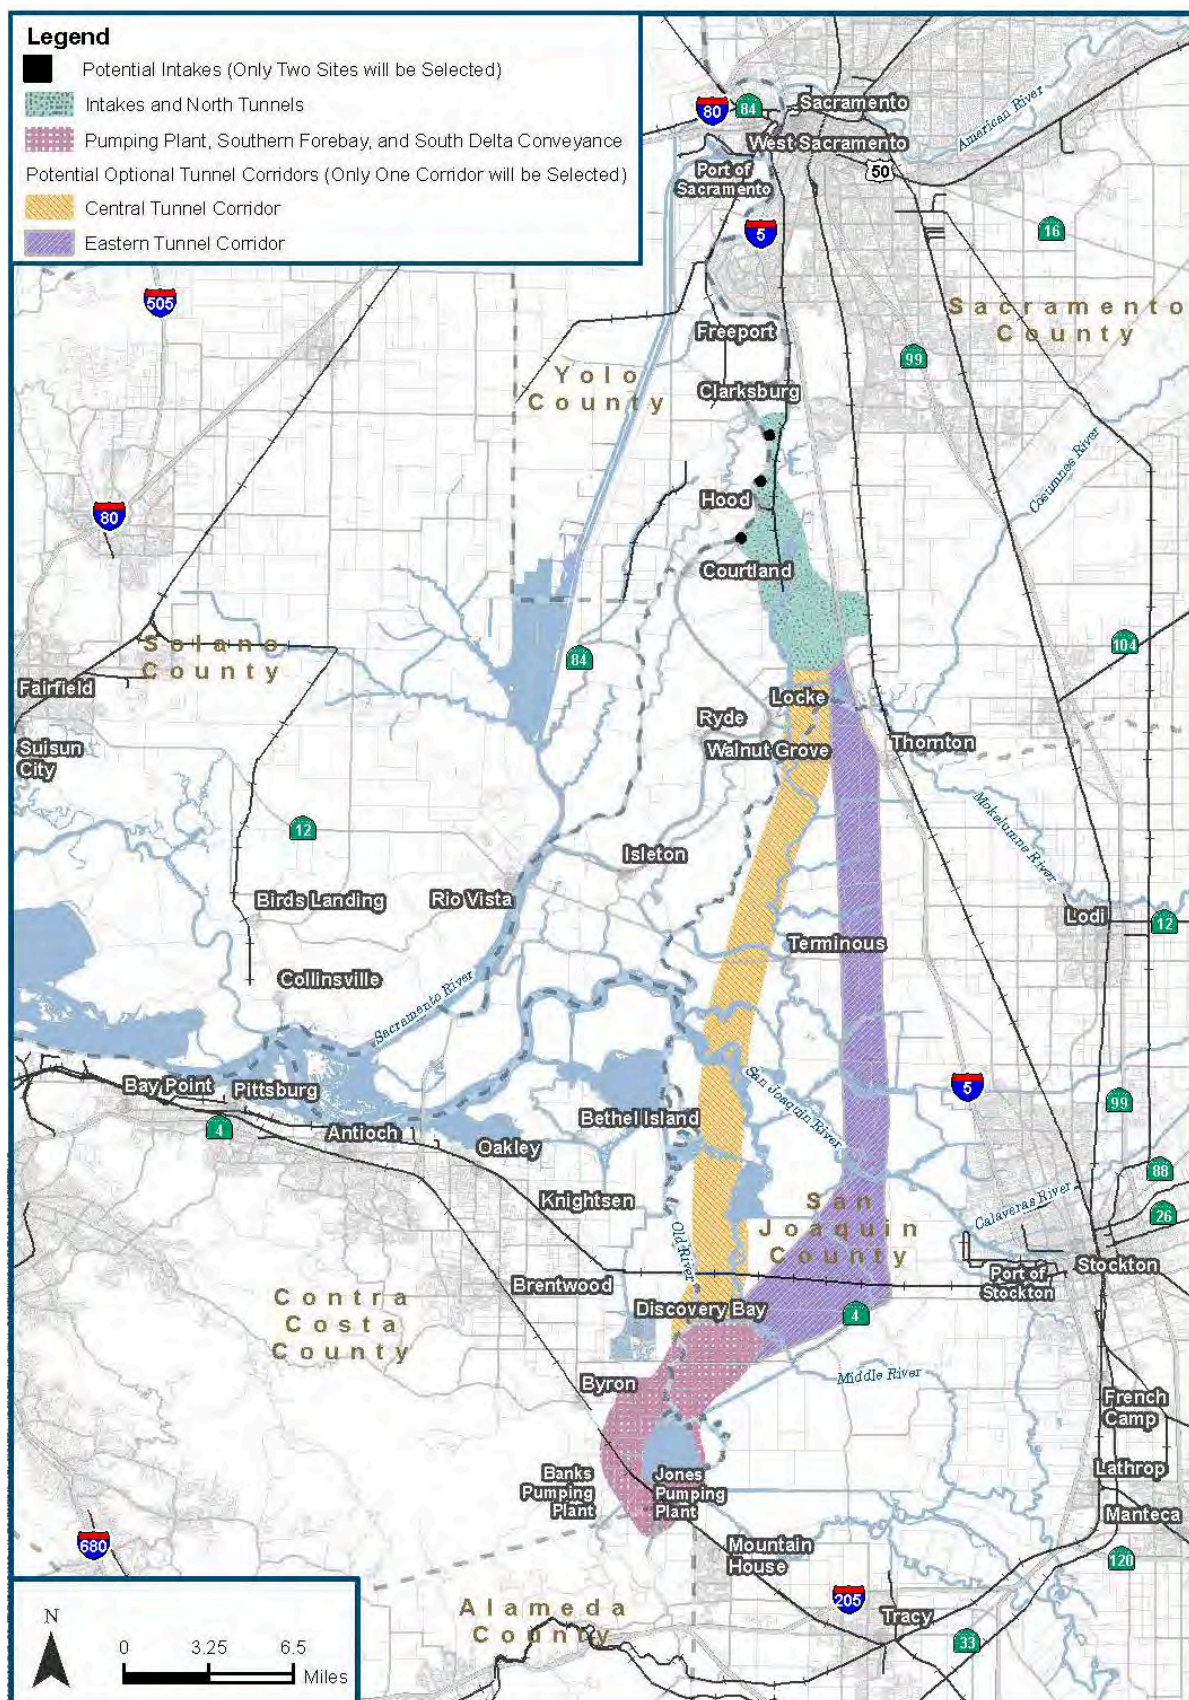 Legend
Potential Intakes (Only Two Sites will be Selected)
Intakes and North Tunnels
Pumping Plant, Southern Forebay, and South Delta Conveyance
Potential Optional Tunnel Corridors (Only One Corridor will be Selected)
Central Tunnel Corridor
Eastern Tunnel Corridor
80
84
Sacramento
American River
West Sacramento
Port of
Sacramento
50
5
16
505
Sacramento
County
Freeport
99
Yolo
County
Clarksburg
Cosumnes River
Hood
80
Courtland
Solano
County
84
104
Fairfield
Locke
Ryde
Suisun
City
Walnut Grove
Thornton
Mokelumne River
12
Isleton
Birds Landing
Rio Vista
Lodi
12
Terminous
Collinsville
Sacramento River
Bay Point
Pittsburg
San Joaquin River
5
99
4
Antioch
Bethel Island
Oakley
88
Knightsen
San
Joaquin
County
Calaveras River
26
Old River
Stockton
Port of
Stockton
Brentwood
Contra
Costa
County
Discovery Bay
4
Byron
Middle River
French
Camp
Banks
Pumping
Plant
Jones
Pumping
Plant
Lathrop
Manteca
680
Mountain
House
120
205
Alameda
County
Tracy
33
N
0 3.25 6.5
Miles